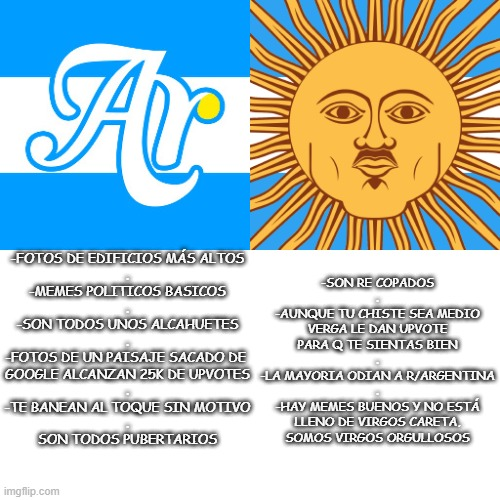 Ar
-FOTOS DE EDIFICIOS MÁS ALTOS
.
-MEMES POLITICOS BASICOS
.
-SON TODOS UNOS ALCAHUETES
.
-FOTOS DE UN PAISAJE SACADO DE
GOOGLE ALCANZAN 25K DE UPVOTES
.
-TE BANEAN AL TOQUE SIN MOTIVO
.
SON TODOS PUBERTARIOS
-SON RE COPADOS
.
-AUNQUE TU CHISTE SEA MEDIO
VERGA LE DAN UPVOTE
PARA Q TE SIENTAS BIEN
.
-LA MAYORIA ODIAN A R/ARGENTINA
.
-HAY MEMES BUENOS Y NO ESTÁ
LLENO DE VIRGOS CARETA,
SOMOS VIRGOS ORGULLOSOS
imgflip.com